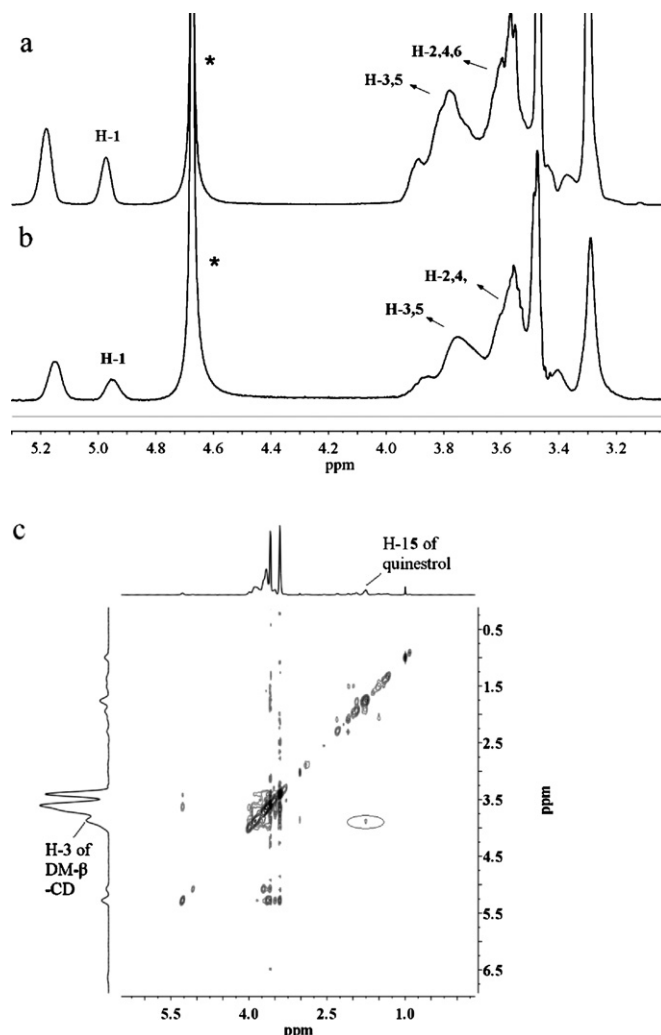 a
H-2,4,6
H-3,5
*
H-1
b
*
H-2,4,
H-3,5
H-1
5.2 5.0 4.8 4.6 4.4 4.2 4.0 3.8 3.6 3.4 3.2
ppm
c
H-15 of
quinestrol
0.5
1.5
2.5
3.5
ppm
4.5
5.5
6.5
H-3 of
DM-β
-CD
5.5 4.0 2.5 1.0
ppm